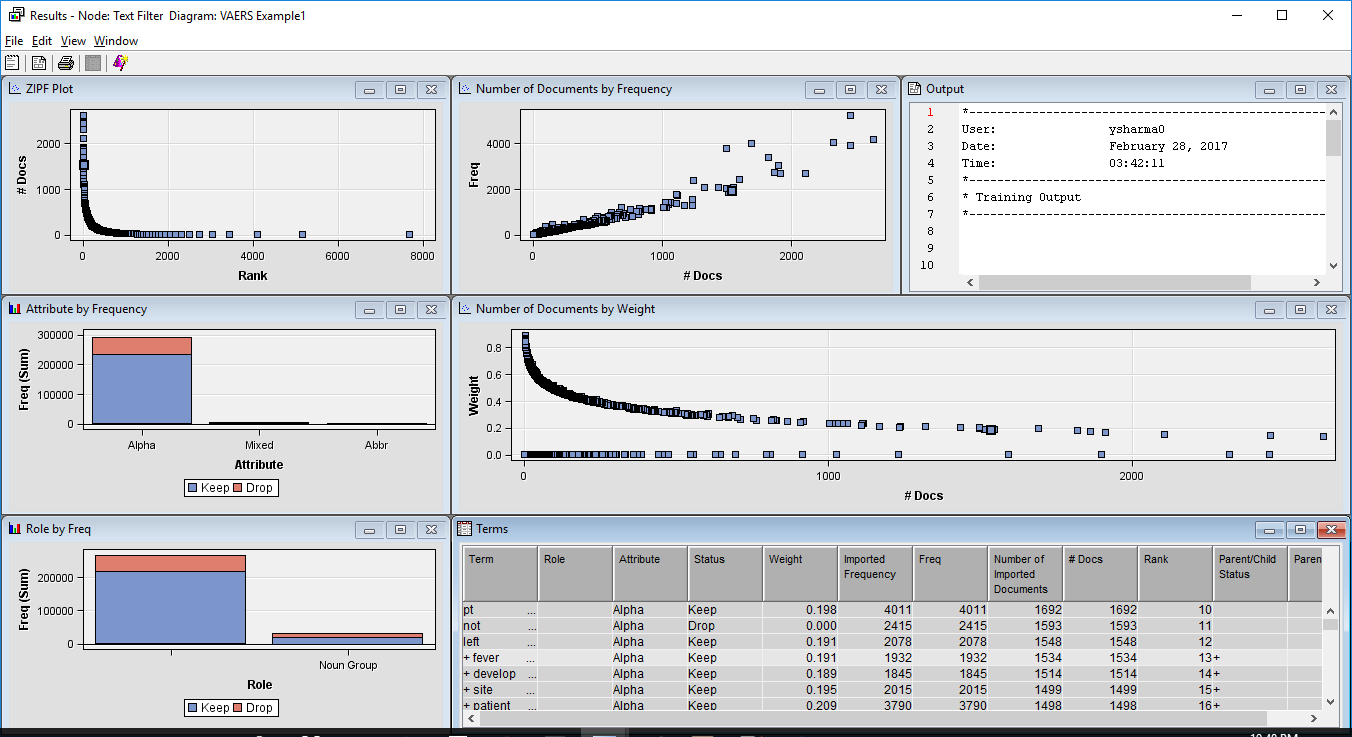 Results - Node: Text Filter  Diagram: VAERS Example1
File Edit View Window
ZIPF Plot
# Docs
2000
1000
0
0 2000 4000 6000 8000
Rank
Number of Documents by Frequency
Freq
4000
2000
0
0 1000 2000
# Docs
Output
1 *------------------------------------------------------------
2 User: ysharma0
3 Date: February 28, 2017
4 Time: 03:42:11
5 *------------------------------------------------------------
6 * Training Output
7 *------------------------------------------------------------
8
9
10
Attribute by Frequency
Freq (Sum)
300000
200000
100000
0
Alpha Mixed Abbr
Attribute
Keep Drop
Number of Documents by Weight
Weight
0.8
0.6
0.4
0.2
0.0
0 1000 2000
# Docs
Role by Freq
Freq (Sum)
200000
100000
0
Noun Group
Role
Keep Drop
Terms
Term Role Attribute Status Weight Imported Frequency Freq Number of Imported Documents # Docs Rank Parent/Child Status Paren
pt ... Alpha Keep 0.198 4011 4011 1692 1692 10
not ... Alpha Drop 0.000 2415 2415 1593 1593 11
left ... Alpha Keep 0.191 2078 2078 1548 1548 12
+ fever ... Alpha Keep 0.191 1932 1932 1534 1534 13+
+ develop ... Alpha Keep 0.189 1845 1845 1514 1514 14+
+ site ... Alpha Keep 0.195 2015 2015 1499 1499 15+
+ patient ... Alpha Keep 0.209 3790 3790 1498 1498 16+